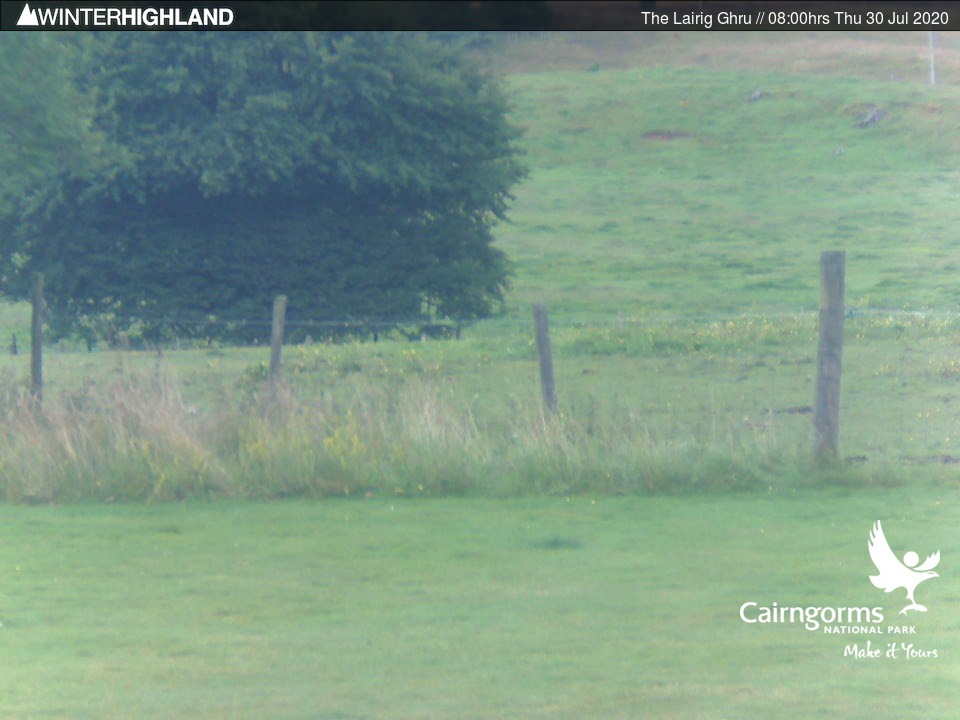 WINTERHIGHLAND
The Lairig Ghru // 08:00hrs Thu 30 Jul 2020
Cairngorms
NATIONAL PARK
Make it Yours